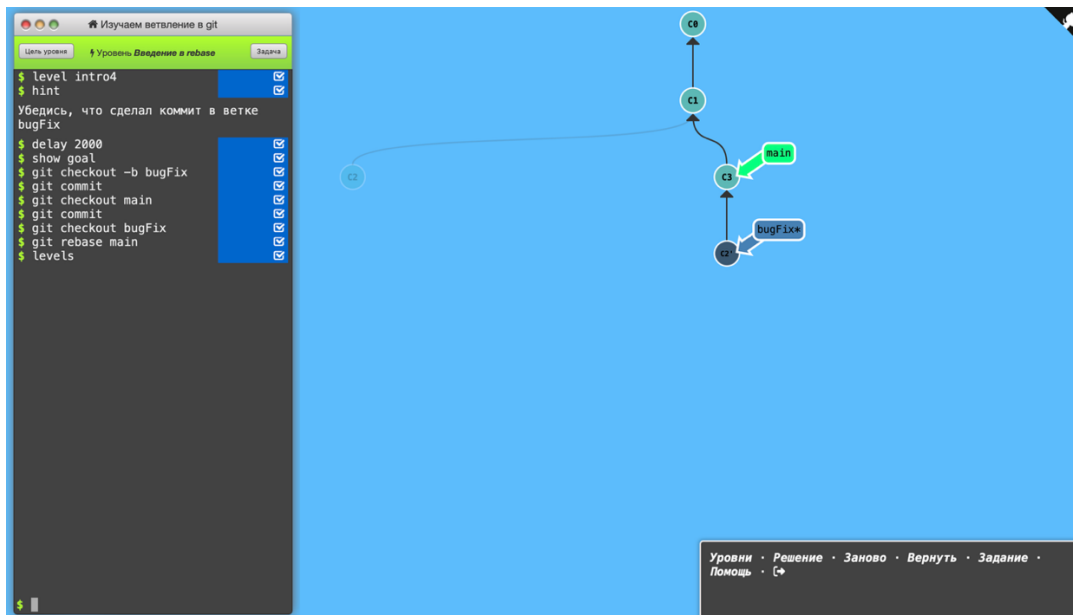 Изучаем ветвление в git
Цель уровня
Уровень Введение в rebase
Задача
$ level intro4
$ hint
Убедись, что сделал коммит в ветке
bugFix
$ delay 2000
$ show goal
$ git checkout -b bugFix
$ git commit
$ git checkout main
$ git commit
$ git checkout bugFix
$ git rebase main
$ levels
$
C0
C1
C2
main
C3
bugFix*
C2'
Уровни · Решение · Заново · Вернуть · Задание ·
Помощь ·